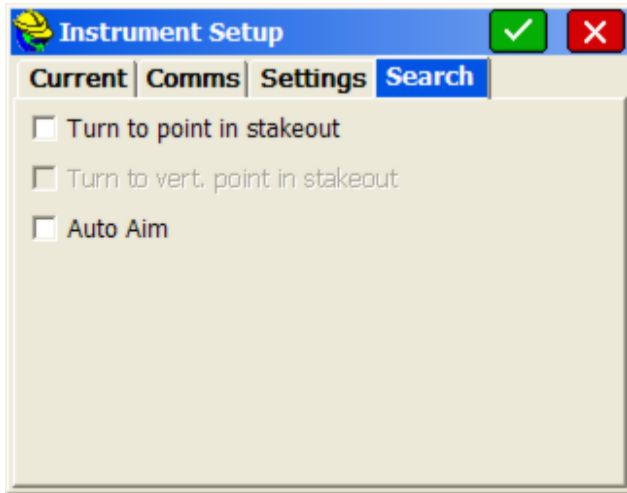 Instrument Setup
Current Comms Settings Search
Turn to point in stakeout
Turn to vert. point in stakeout
Auto Aim